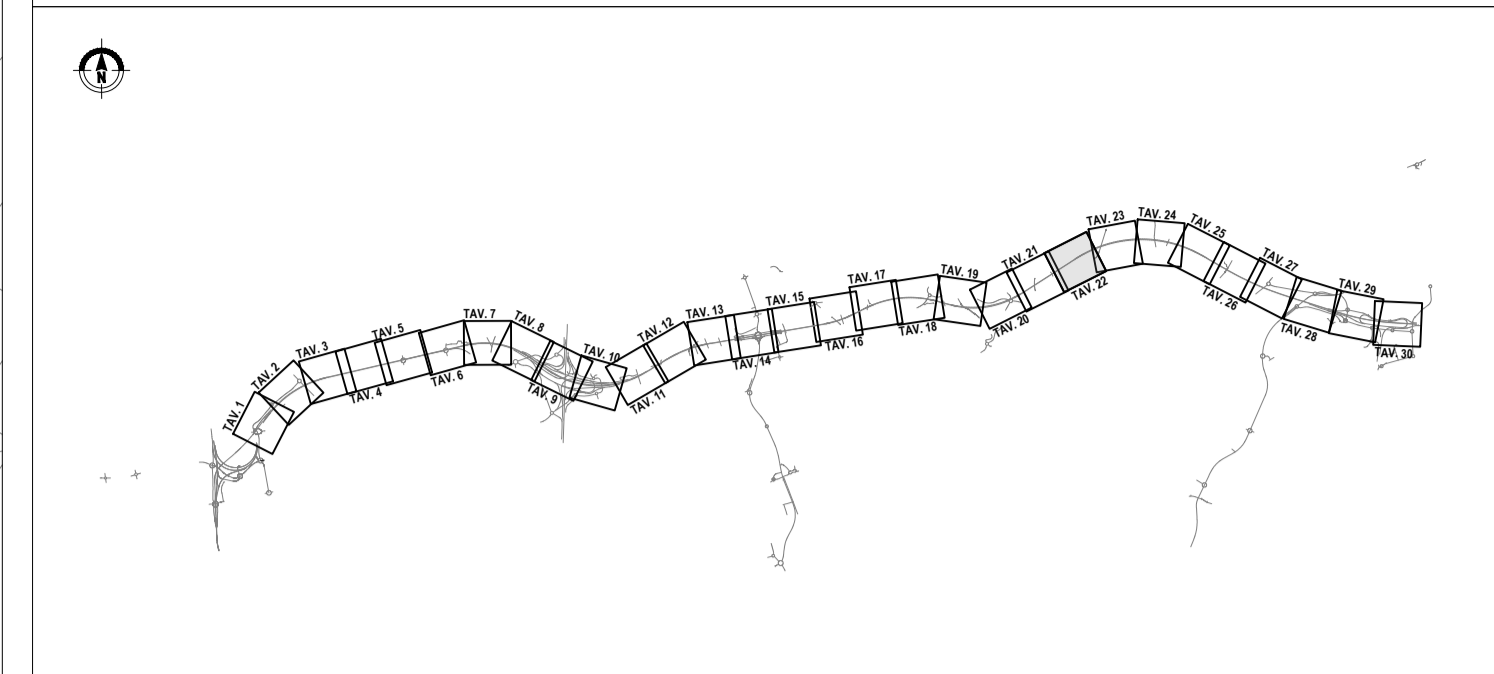 N
TAV. 1
TAV. 2
TAV. 3
TAV. 4
TAV. 5
TAV. 6
TAV. 7
TAV. 8
TAV. 9
TAV. 10
TAV. 11
TAV. 12
TAV. 13
TAV. 14
TAV. 15
TAV. 16
TAV. 17
TAV. 18
TAV. 19
TAV. 20
TAV. 21
TAV. 22
TAV. 23
TAV. 24
TAV. 25
TAV. 26
TAV. 27
TAV. 28
TAV. 29
TAV. 30